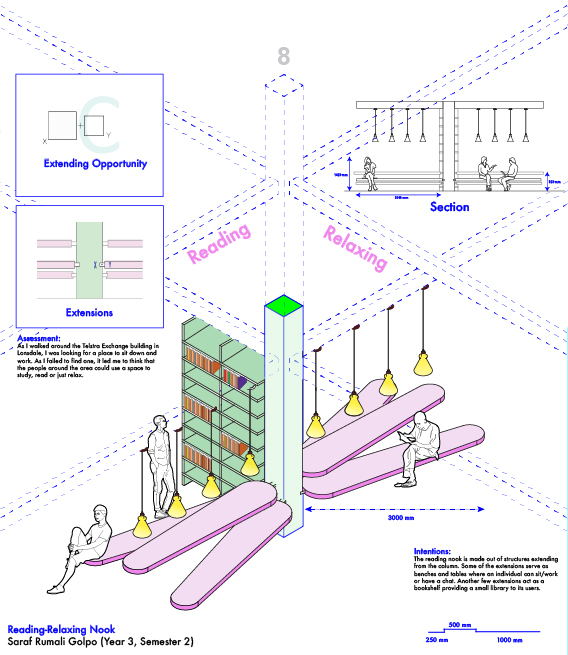 8
C
X
+
Y
Extending Opportunity
Section
Reading
Relaxing
Extensions
Assessment:
As I walked around the Telstra Exchange building in
Lonsdale, I was looking for a place to sit down and
work. As I failed to find one, it led me to think that
the people around the area could use a space to
study, read or just relax.
3000 mm
Intentions:
The reading nook is made out of structures extending
from the column. Some of the extensions serve as
benches and tables where an individual can sit/work
or have a chat. Another few extensions act as a
bookshelf providing a small library to its users.
Reading-Relaxing Nook
Saraf Rumali Golpo (Year 3, Semester 2)
500 mm
250 mm
1000 mm